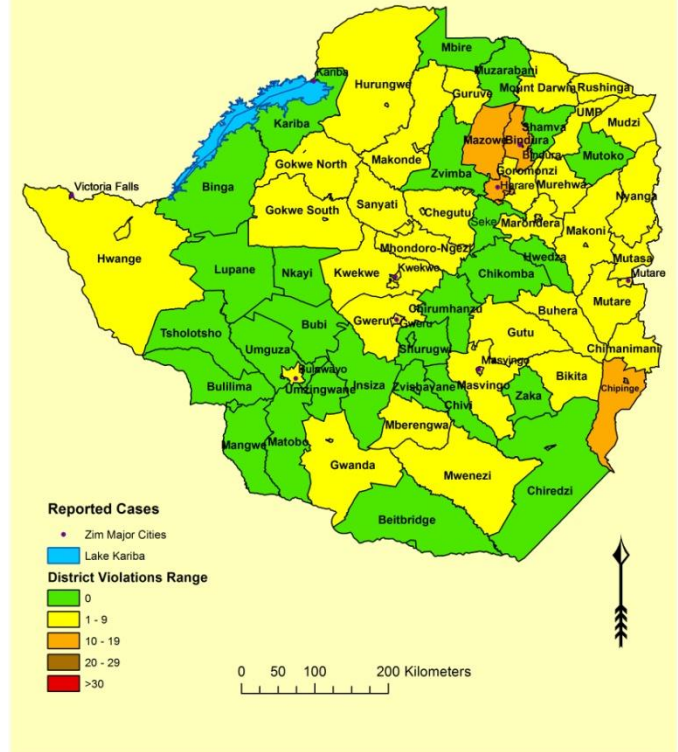 Mbire
Kariba
Muzarabani
Hurungwe
Mount Darwin
Rushinga
Guruve
UMP
Kariba
Shamva
Mudzi
Mazowe
Bindura
Makonde
Bindura
Mutoko
Gokwe North
Zvimba
Goromonzi
Binga
Harare
Murehwa
Victoria Falls
Sanyati
Nyanga
Gokwe South
Chegutu
Seke
Marondera
Makoni
Mhondoro-Ngezi
Hwange
Hwedza
Mutasa
Lupane
Nkayi
Kwekwe
Kwekwe
Chikomba
Mutare
Mutare
Buhera
Chirumhanzu
Gweru
Gweru
Tsholotsho
Bubi
Gutu
Umguza
Shurugwi
Chimanimani
Masvingo
Bulawayo
Bikita
Bulilima
Umzingwane
Insiza
Zvishavane
Masvingo
Chipinge
Chivi
Zaka
Mberengwa
Mangwe
Matobo
Gwanda
Mwenezi
Chiredzi
Beitbridge
Reported Cases
Zim Major Cities
Lake Kariba
District Violations Range
0
1 - 9
10 - 19
20 - 29
>30
0 50 100 200 Kilometers